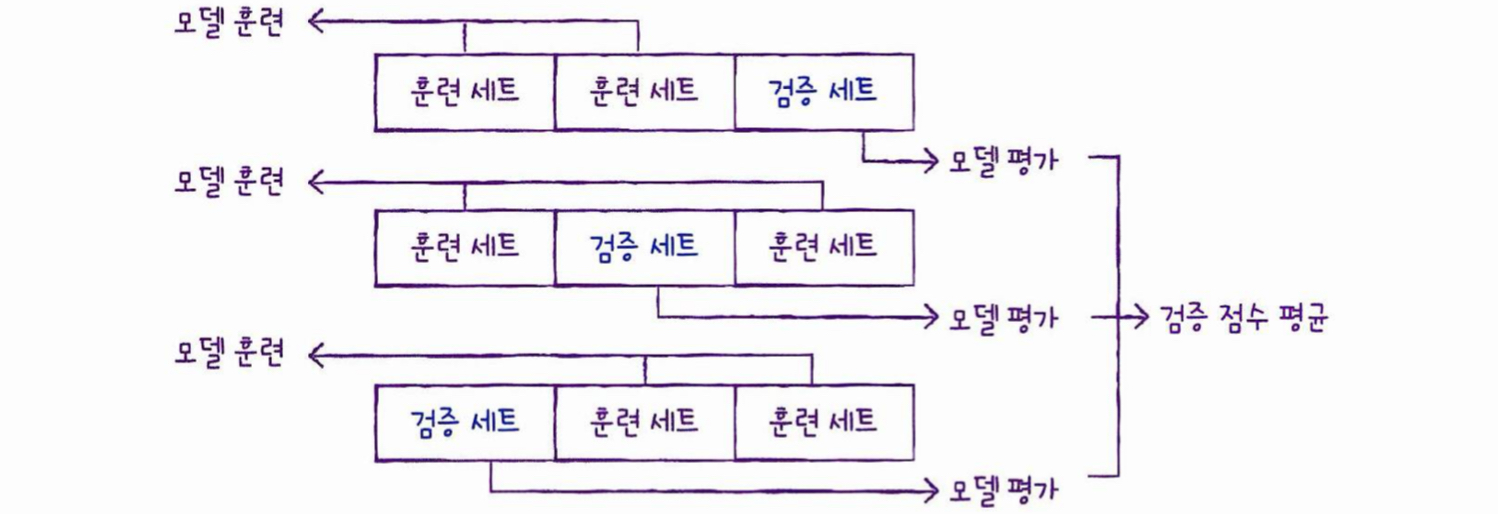 모델 훈련
훈련 세트 훈련 세트 검증 세트
모델 평가
모델 훈련
훈련 세트 검증 세트 훈련 세트
모델 평가
검증 점수 평균
모델 훈련
검증 세트 훈련 세트 훈련 세트
모델 평가